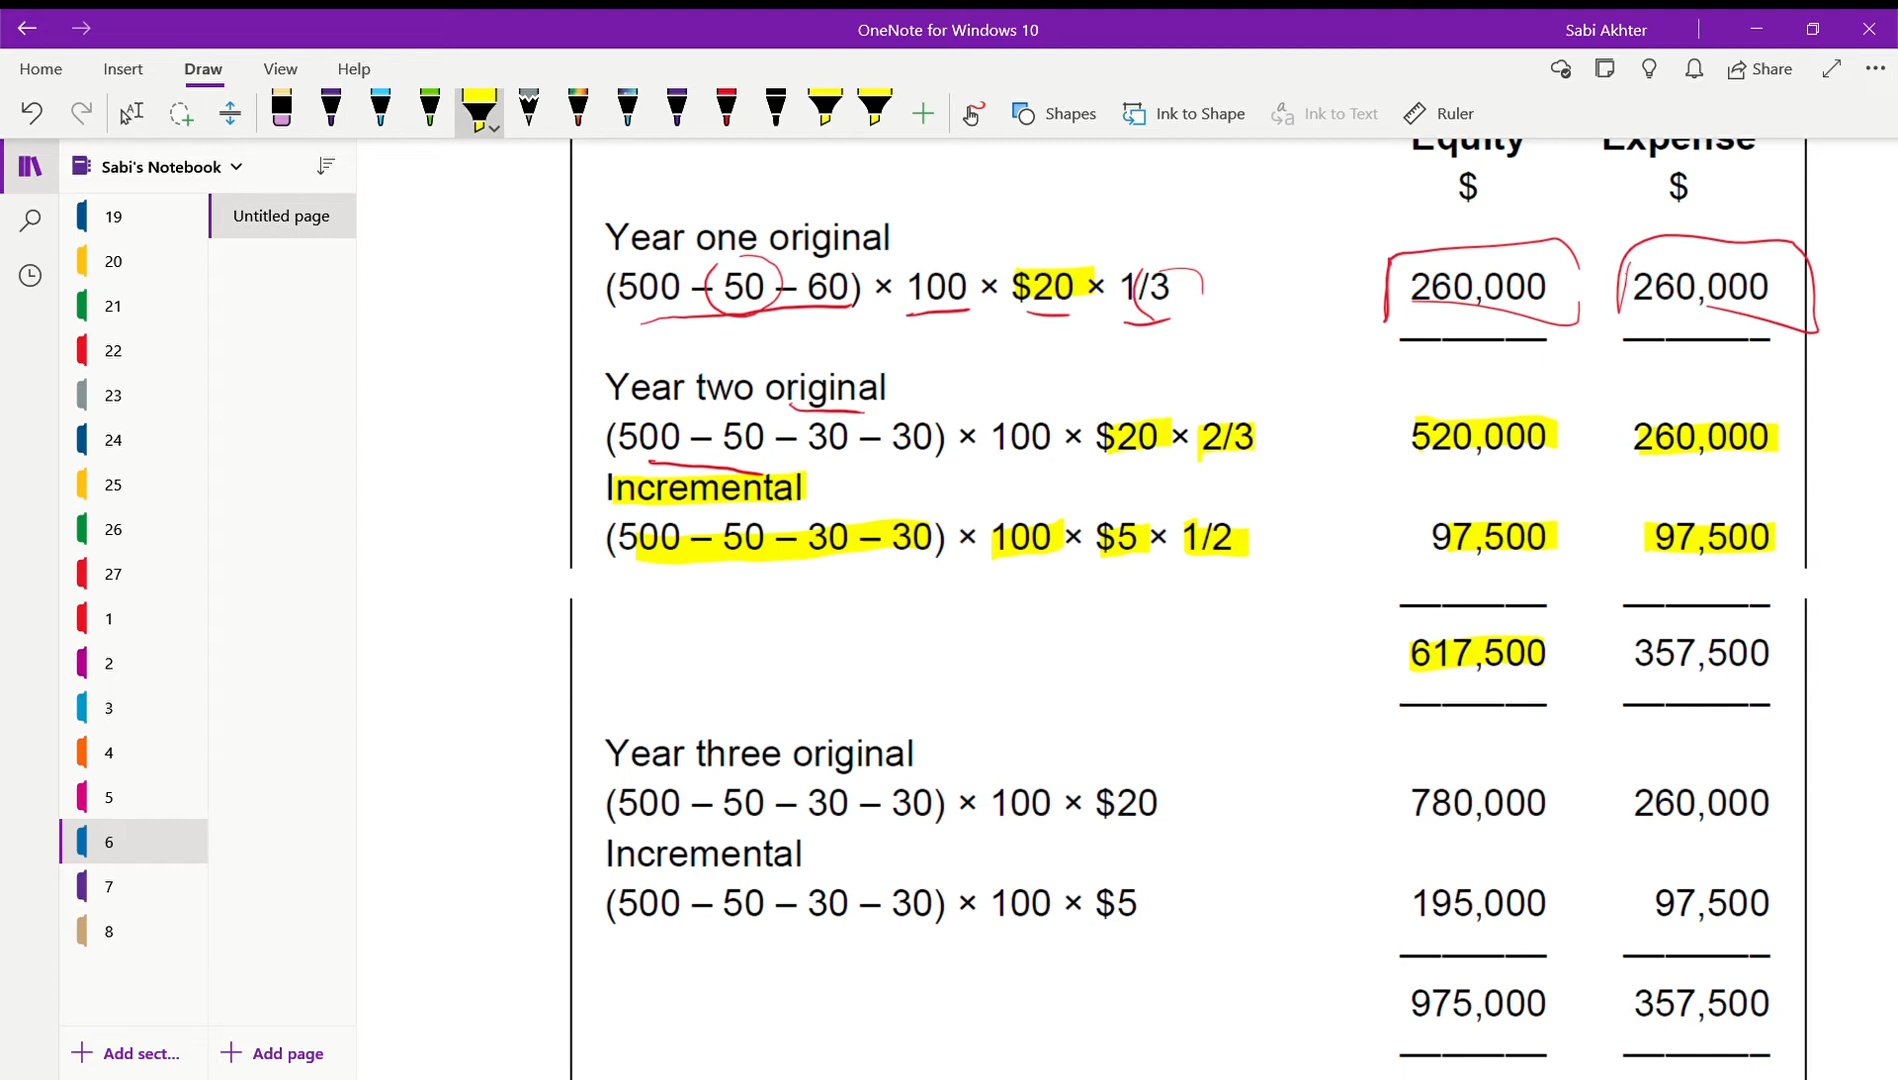 OneNote for Windows 10
Sabi Akhter
Home Insert Draw View Help
Share
Shapes Ink to Shape Ink to Text Ruler
Sabi's Notebook
19
20
21
22
23
24
25
26
27
1
2
3
4
5
6
7
8
Untitled page
Add sect...
Add page
Equity Expense
$ $
Year one original
(500 – 50 – 60) × 100 × $20 × 1/3 260,000 260,000
Year two original
(500 – 50 – 30 – 30) × 100 × $20 × 2/3 520,000 260,000
Incremental
(500 – 50 – 30 – 30) × 100 × $5 × 1/2 97,500 97,500
617,500 357,500
Year three original
(500 – 50 – 30 – 30) × 100 × $20 780,000 260,000
Incremental
(500 – 50 – 30 – 30) × 100 × $5 195,000 97,500
975,000 357,500